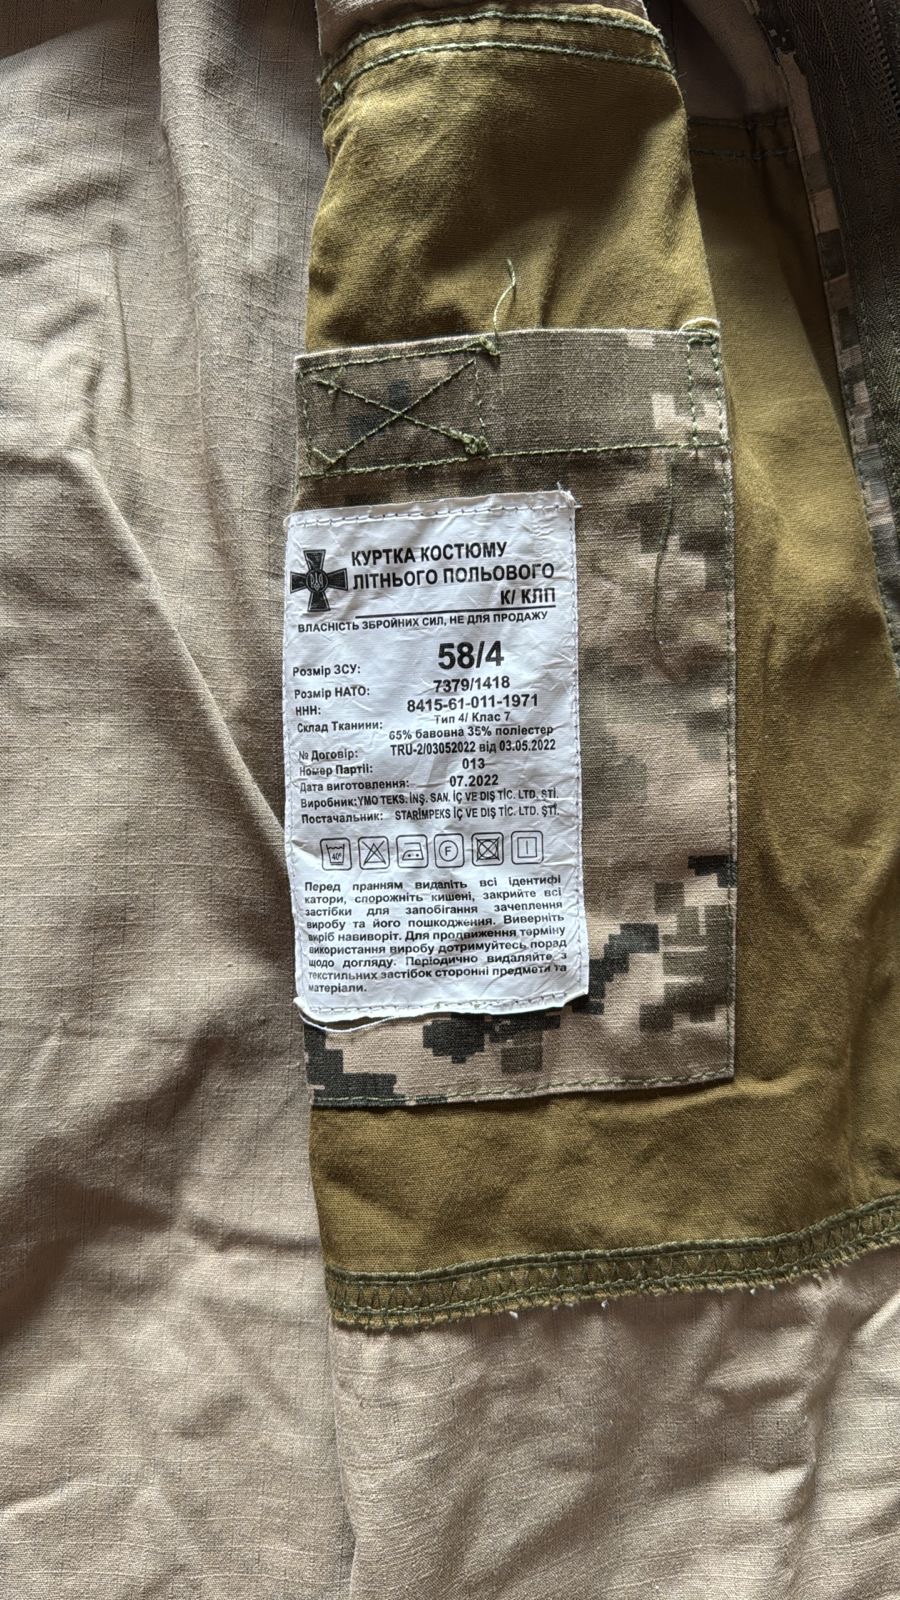 КУРТКА КОСТЮМУ
ЛІТНЬОГО ПОЛЬОВОГО
К/ КЛП
ВЛАСНІСТЬ ЗБРОЙНИХ СИЛ, НЕ ДЛЯ ПРОДАЖУ
Розмір ЗСУ: 58/4
Розмір НАТО: 7379/1418
ННН: 8415-61-011-1971
Склад Тканини: Тип 4/ Клас 7
65% бавовна 35% поліестер
№ Договір: TRU-2/03052022 від 03.05.2022
Номер Партії: 013
Дата виготовлення: 07.2022
Виробник: YMO TEKS. İNŞ. SAN. İÇ VE DIŞ TİC. LTD. ŞTİ.
Постачальник: STARİMPEKS İÇ VE DIŞ TİC. LTD. ŞTİ.
40° F
Перед пранням видаліть всі ідентифі
катори, спорожніть кишені, закрийте всі
застібки для запобігання зачеплення
виробу та його пошкодження. Виверніть
виріб навиворіт. Для продвиження терміну
використання виробу дотримуйтесь порад
щодо догляду. Періодично видаляйте з
текстильних застібок сторонні предмети та
матеріали.